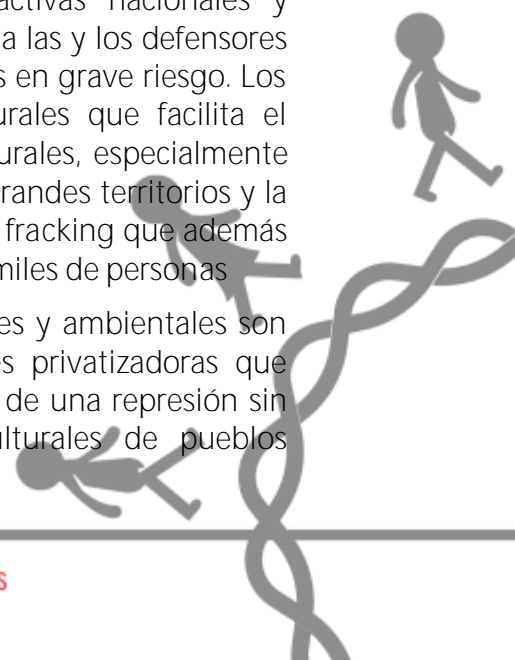 activas nacionales y
a las y los defensores
s en grave riesgo. Los
urales que facilita el
urales, especialmente
randes territorios y la
fracking que además
miles de personas
es y ambientales son
es privatizadoras que
de una represión sin
ulturales de pueblos
s